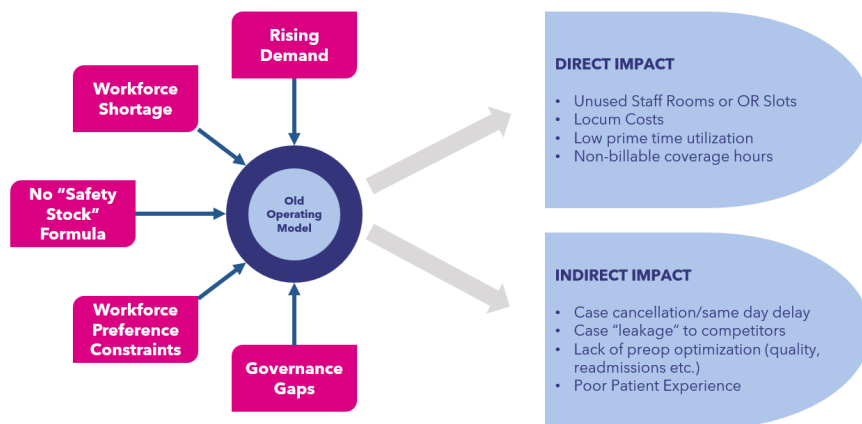 Rising
Demand
Workforce
Shortage
No “Safety
Stock”
Formula
Workforce
Preference
Constraints
Governance
Gaps
Old
Operating
Model
DIRECT IMPACT
• Unused Staff Rooms or OR Slots
• Locum Costs
• Low prime time utilization
• Non-billable coverage hours
INDIRECT IMPACT
• Case cancellation/same day delay
• Case “leakage” to competitors
• Lack of preop optimization (quality,
readmissions etc.)
• Poor Patient Experience